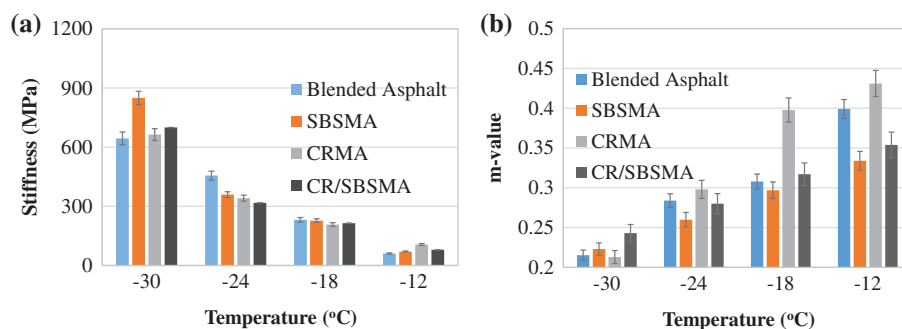 (a)
1200
900
600
300
0
Stiffness (MPa)
Blended Asphalt
SBSMA
CRMA
CR/SBSMA
-30 -24 -18 -12
Temperature (°C)
(b)
0.5
0.45
0.4
0.35
0.3
0.25
0.2
m-value
Blended Asphalt
SBSMA
CRMA
CR/SBSMA
-30 -24 -18 -12
Temperature (°C)